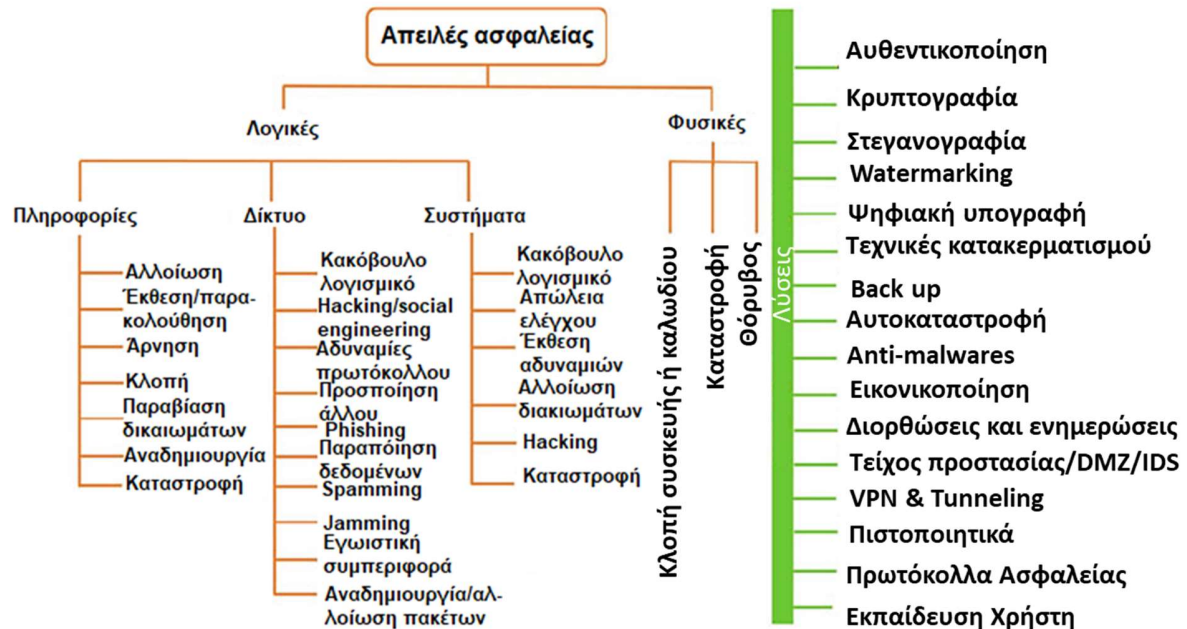 Απειλές ασφαλείας
Λογικές
Φυσικές
Πληροφορίες
Δίκτυο
Συστήματα
Αλλοίωση
Έκθεση/παρα-
κολούθηση
Άρνηση
Κλοπή
Παραβίαση
δικαιωμάτων
Αναδημιουργία
Καταστροφή
Κακόβουλο
λογισμικό
Hacking/social
engineering
Αδυναμίες
πρωτόκολλου
Προσποίηση
άλλου
Phishing
Παραπόιηση
δεδομένων
Spamming
Jamming
Εγωιστική
συμπεριφορά
Αναδημιουργία/αλ-
λοίωση πακέτων
Κακόβουλο
λογισμικό
Απώλεια
ελέγχου
Έκθεση
αδυναμιών
Αλλοίωση
διακιωμάτων
Hacking
Καταστροφή
Κλοπή συσκευής ή καλωδίου
Καταστροφή
Θόρυβος
Λύσεις
Αυθεντικοποίηση
Κρυπτογραφία
Στεγανογραφία
Watermarking
Ψηφιακή υπογραφή
Τεχνικές κατακερματισμού
Back up
Αυτοκαταστροφή
Anti-malwares
Εικονικοποίηση
Διορθώσεις και ενημερώσεις
Τείχος προστασίας/DMZ/IDS
VPN & Tunneling
Πιστοποιητικά
Πρωτόκολλα Ασφαλείας
Εκπαίδευση Χρήστη